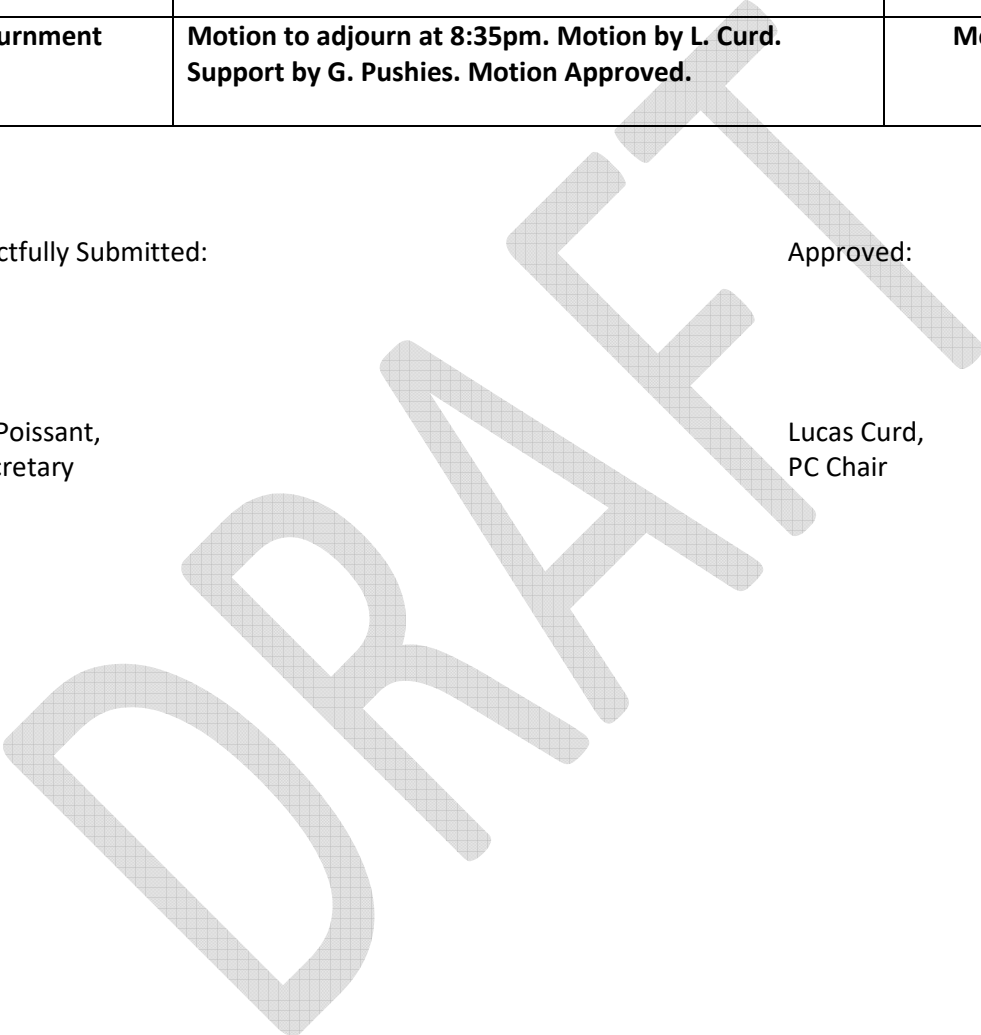 urnment Motion to adjourn at 8:35pm. Motion by L. Curd. Mo
Support by G. Pushies. Motion Approved.
ctfully Submitted: Approved:
Poissant, Lucas Curd,
cretary PC Chair
DRAFT